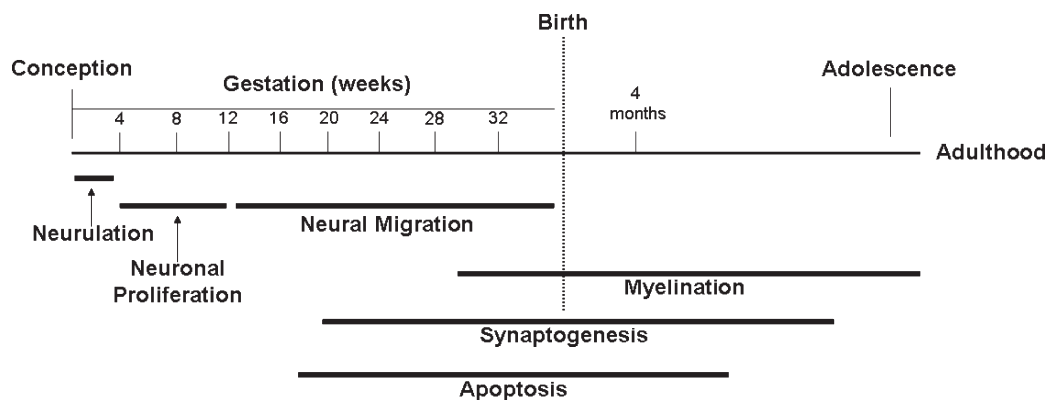 Birth
Conception
Adolescence
Gestation (weeks)
4
months
4 8 12 16 20 24 28 32
Adulthood
Neurulation
Neural Migration
Neuronal
Proliferation
Myelination
Synaptogenesis
Apoptosis